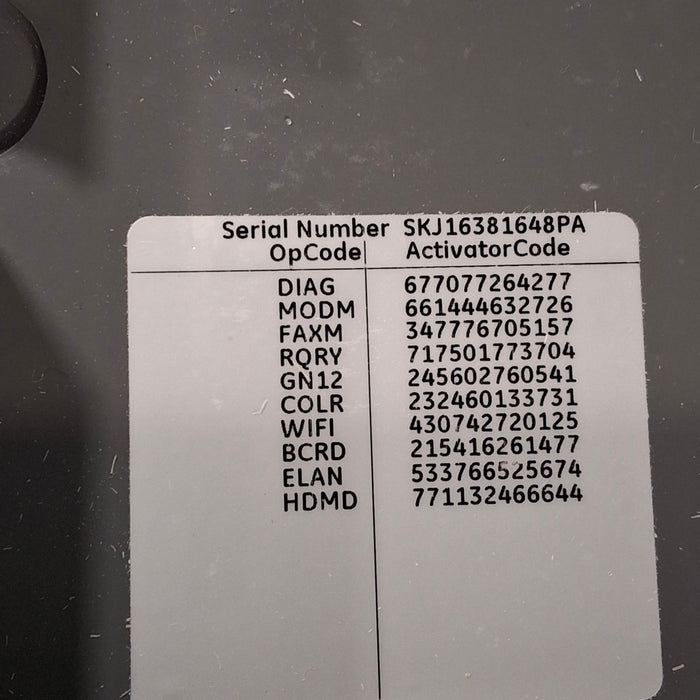 Serial Number SKJ16381648PA
OpCode ActivatorCode
DIAG 677077264277
MODM 661444632726
FAXM 347776705157
RQRY 717501773704
GN12 245602760541
COLR 232460133731
WIFI 430742720125
BCRD 215416261477
ELAN 533766525674
HDMD 771132466644